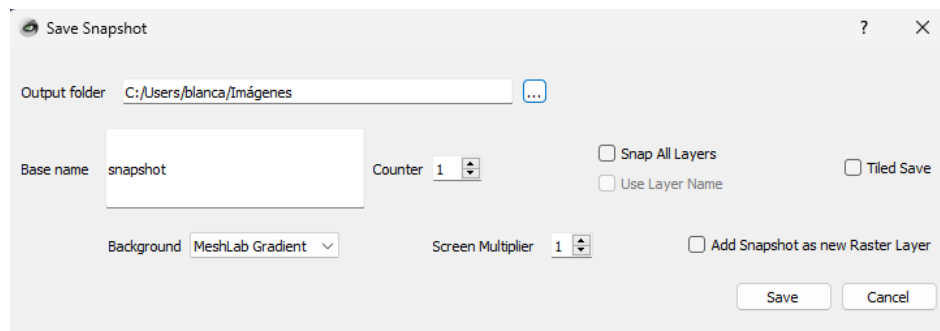 Save Snapshot ?
Output folder C:/Users/blanca/Imágenes ...
Snap All Layers
Base name snapshot Counter 1 Tiled Save
Use Layer Name
Background MeshLab Gradient Screen Multiplier 1 Add Snapshot as new Raster Layer
Save Cancel